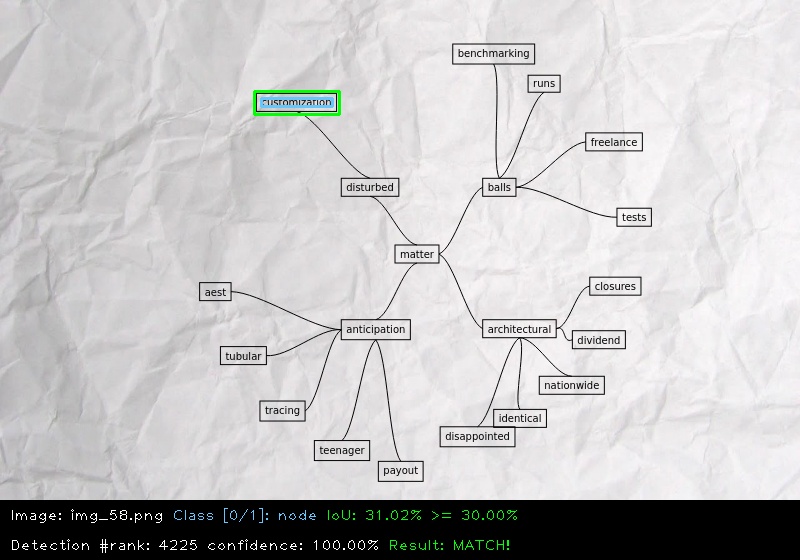 benchmarking
runs
customization
freelance
disturbed
balls
tests
matter
aest
closures
anticipation
architectural
dividend
tubular
nationwide
tracing
identical
disappointed
teenager
payout
Image: img_58.png Class [0/1]: node IoU: 31.02% >= 30.00%
Detection #rank: 4225 confidence: 100.00% Result: MATCH!